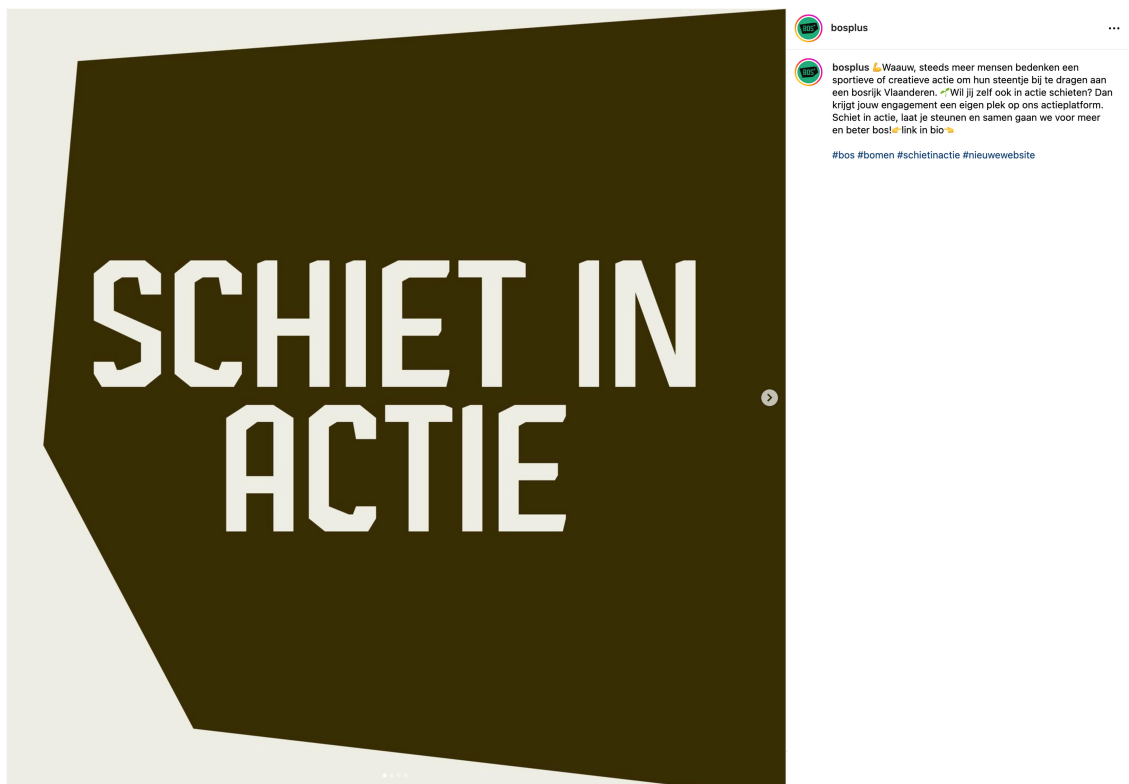 SCHIET IN
ACTIE
BOS+
bosplus
BOS+
bosplus 💪Waauw, steeds meer mensen bedenken een
sportieve of creatieve actie om hun steentje bij te dragen aan
een bosrijk Vlaanderen. 🌱Wil jij zelf ook in actie schieten? Dan
krijgt jouw engagement een eigen plek op ons actieplatform.
Schiet in actie, laat je steunen en samen gaan we voor meer
en beter bos!👉link in bio👈
#bos #bomen #schietinactie #nieuwewebsite